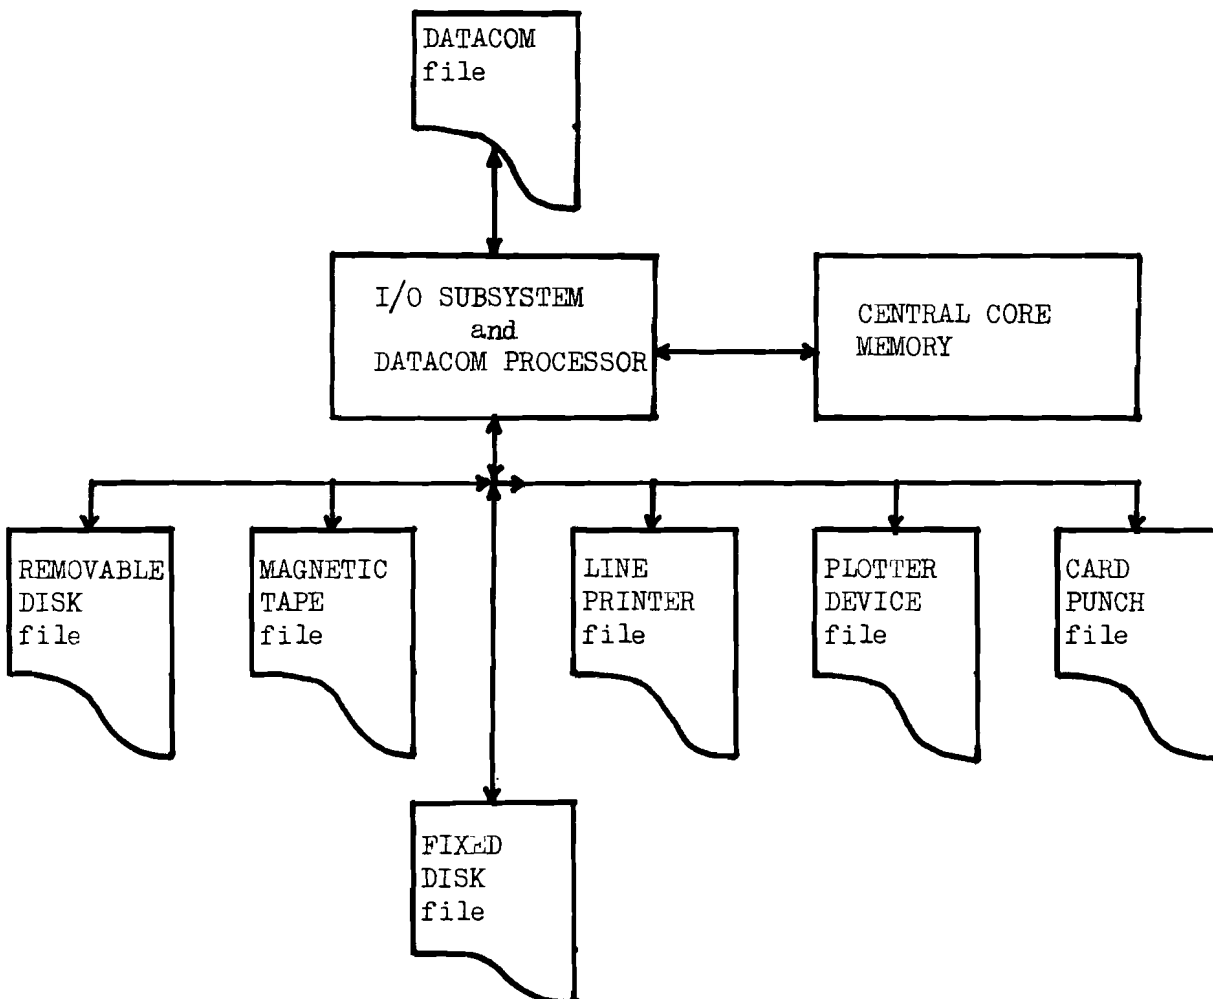 DATACOM
file
I/O SUBSYSTEM
and
DATACOM PROCESSOR
CENTRAL CORE
MEMORY
REMOVABLE
DISK
file
MAGNETIC
TAPE
file
LINE
PRINTER
file
PLOTTER
DEVICE
file
CARD
PUNCH
file
FIXED
DISK
file